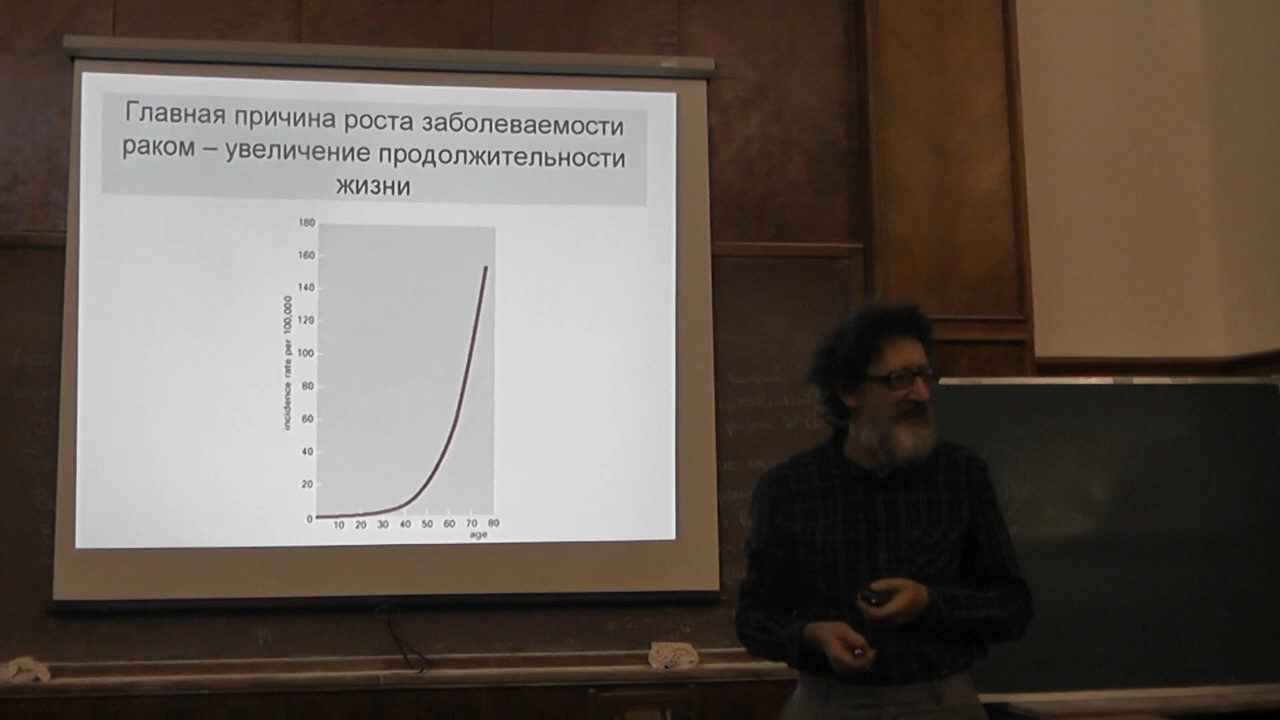 Главная причина роста заболеваемости
раком – увеличение продолжительности
жизни
180
160
140
120
100
80
60
40
20
0
incidence rate per 100,000
10 20 30 40 50 60 70 80
age